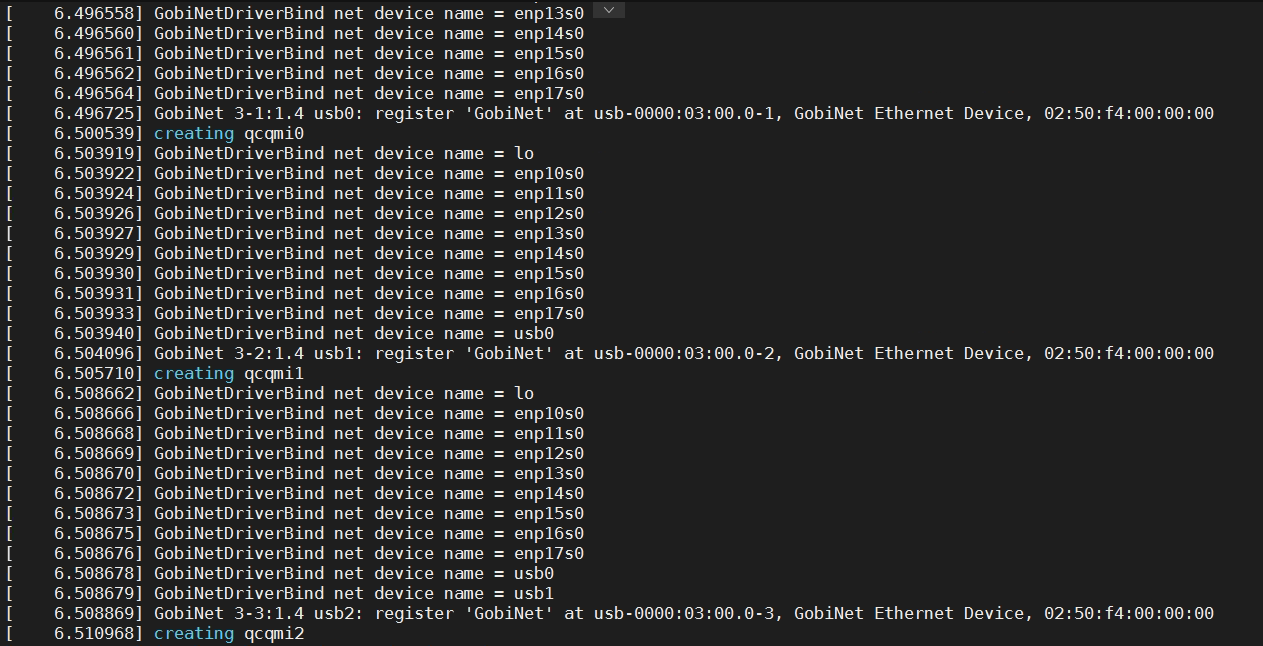 [    6.496558] GobiNetDriverBind net device name = enp13s0
[    6.496560] GobiNetDriverBind net device name = enp14s0
[    6.496561] GobiNetDriverBind net device name = enp15s0
[    6.496562] GobiNetDriverBind net device name = enp16s0
[    6.496564] GobiNetDriverBind net device name = enp17s0
[    6.496725] GobiNet 3-1:1.4 usb0: register 'GobiNet' at usb-0000:03:00.0-1, GobiNet Ethernet Device, 02:50:f4:00:00:00
[    6.500539] creating qcqmi0
[    6.503919] GobiNetDriverBind net device name = lo
[    6.503922] GobiNetDriverBind net device name = enp10s0
[    6.503924] GobiNetDriverBind net device name = enp11s0
[    6.503926] GobiNetDriverBind net device name = enp12s0
[    6.503927] GobiNetDriverBind net device name = enp13s0
[    6.503929] GobiNetDriverBind net device name = enp14s0
[    6.503930] GobiNetDriverBind net device name = enp15s0
[    6.503931] GobiNetDriverBind net device name = enp16s0
[    6.503933] GobiNetDriverBind net device name = enp17s0
[    6.503940] GobiNetDriverBind net device name = usb0
[    6.504096] GobiNet 3-2:1.4 usb1: register 'GobiNet' at usb-0000:03:00.0-2, GobiNet Ethernet Device, 02:50:f4:00:00:00
[    6.505710] creating qcqmi1
[    6.508662] GobiNetDriverBind net device name = lo
[    6.508666] GobiNetDriverBind net device name = enp10s0
[    6.508668] GobiNetDriverBind net device name = enp11s0
[    6.508669] GobiNetDriverBind net device name = enp12s0
[    6.508670] GobiNetDriverBind net device name = enp13s0
[    6.508672] GobiNetDriverBind net device name = enp14s0
[    6.508673] GobiNetDriverBind net device name = enp15s0
[    6.508675] GobiNetDriverBind net device name = enp16s0
[    6.508676] GobiNetDriverBind net device name = enp17s0
[    6.508678] GobiNetDriverBind net device name = usb0
[    6.508679] GobiNetDriverBind net device name = usb1
[    6.508869] GobiNet 3-3:1.4 usb2: register 'GobiNet' at usb-0000:03:00.0-3, GobiNet Ethernet Device, 02:50:f4:00:00:00
[    6.510968] creating qcqmi2